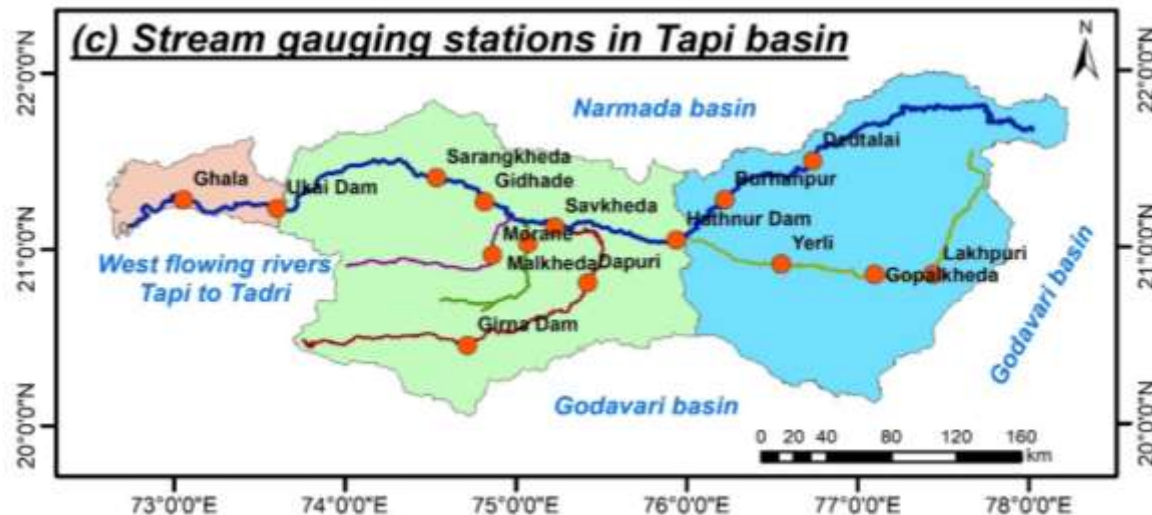 (c) Stream gauging stations in Tapi basin
N
22°0'0"N
22°0'0"N
Narmada basin
Dedtalai
Sarangkheda
Burhanpur
Ghala
Ukai Dam
Gidhade
Savkheda
Hathnur Dam
21°0'0"N
21°0'0"N
West flowing rivers
Tapi to Tadri
Morane
Malkheda
Dapuri
Yerli
Lakhpuri
Gopalkheda
Godavari basin
Girna Dam
Godavari basin
20°0'0"N
20°0'0"N
0 20 40 80 120 160
km
73°0'0"E 74°0'0"E 75°0'0"E 76°0'0"E 77°0'0"E 78°0'0"E